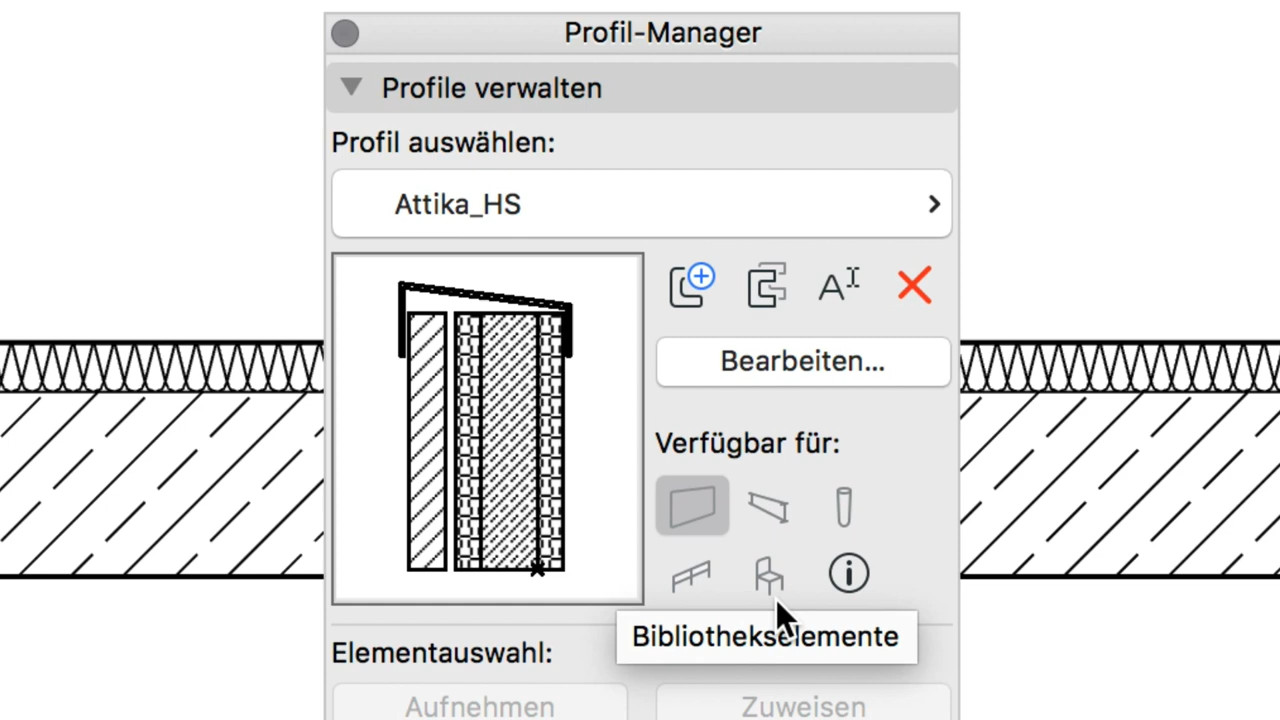 Profil-Manager
Profile verwalten
Profil auswählen:
Attika_HS
Bearbeiten...
Verfügbar für:
Bibliothekselemente
Elementauswahl:
Aufnehmen
Zuweisen